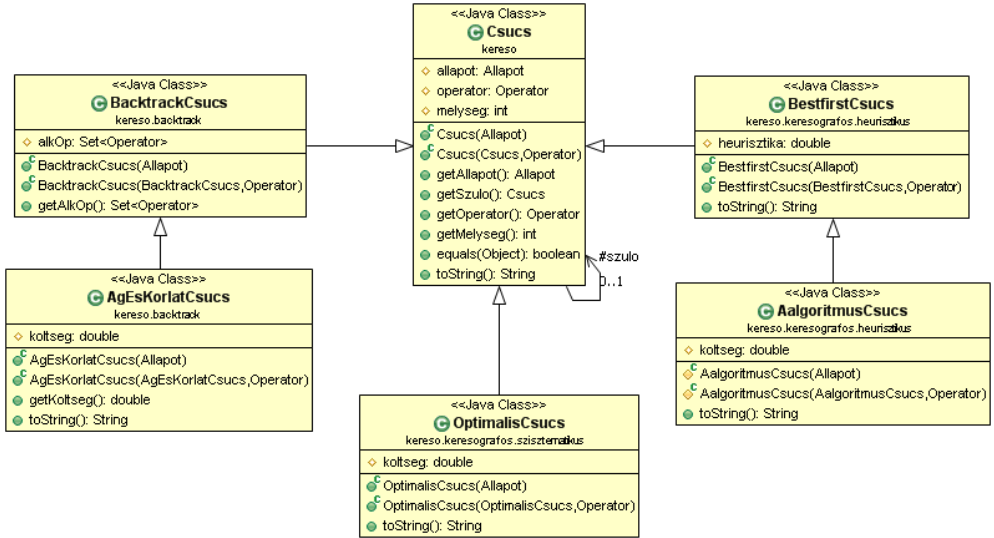 <<Java Class>>
Csucs
kereso
allapot: Allapot
operator: Operator
melyseg: int
Csucs(Allapot)
Csucs(Csucs,Operator)
getAllapot(): Allapot
getSzulo(): Csucs
getOperator(): Operator
getMelyseg(): int
equals(Object): boolean
toString(): String
#szulo
0..1
<<Java Class>>
BacktrackCsucs
kereso.backtrack
alkOp: Set<Operator>
BacktrackCsucs(Allapot)
BacktrackCsucs(BacktrackCsucs,Operator)
getAlkOp(): Set<Operator>
<<Java Class>>
BestfirstCsucs
kereso.keresografos.heurisztikus
heurisztika: double
BestfirstCsucs(Allapot)
BestfirstCsucs(BestfirstCsucs,Operator)
toString(): String
<<Java Class>>
AgEsKorlatCsucs
kereso.backtrack
koltseg: double
AgEsKorlatCsucs(Allapot)
AgEsKorlatCsucs(AgEsKorlatCsucs,Operator)
getKoltseg(): double
toString(): String
<<Java Class>>
AalgoritmusCsucs
kereso.keresografos.heurisztikus
koltseg: double
AalgoritmusCsucs(Allapot)
AalgoritmusCsucs(AalgoritmusCsucs,Operator)
toString(): String
<<Java Class>>
OptimalisCsucs
kereso.keresografos.szisztematikus
koltseg: double
OptimalisCsucs(Allapot)
OptimalisCsucs(OptimalisCsucs,Operator)
toString(): String